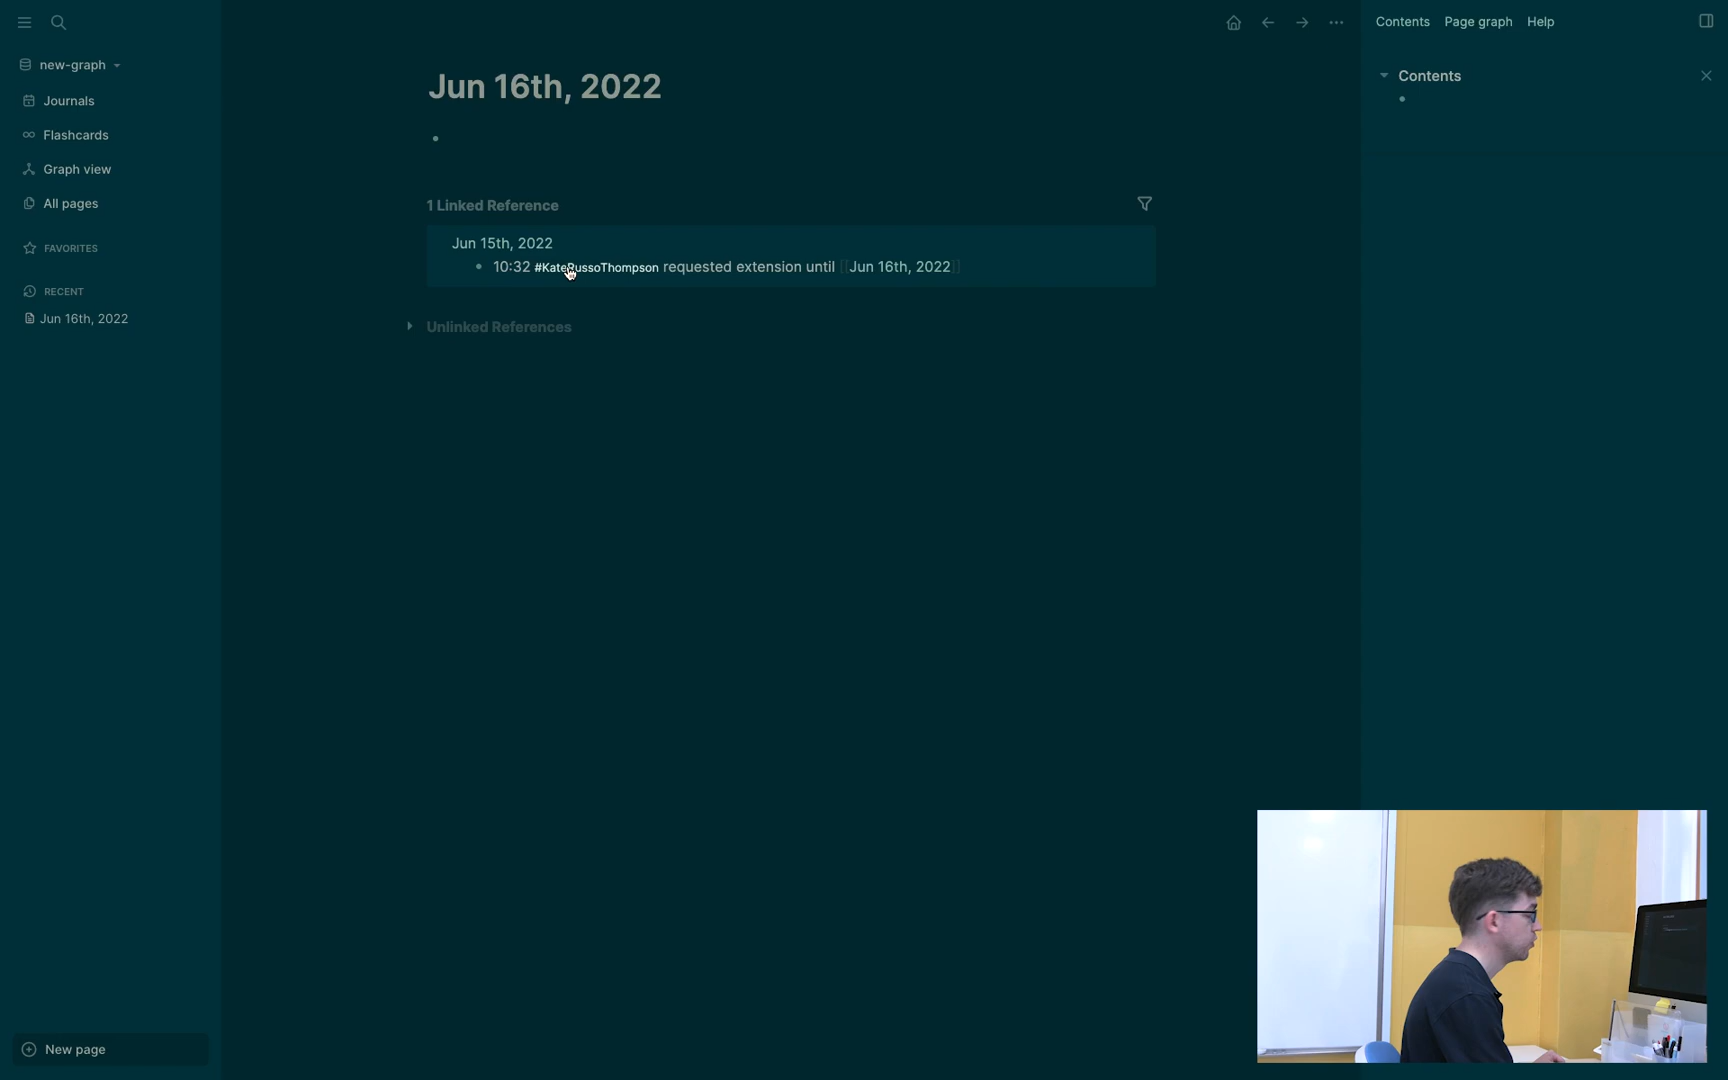 new-graph
Journals
Flashcards
Graph view
All pages
FAVORITES
RECENT
Jun 16th, 2022
New page
Jun 16th, 2022
1 Linked Reference
Jun 15th, 2022
10:32 #KateRussoThompson requested extension until [[Jun 16th, 2022]]
Unlinked References
Contents Page graph Help
Contents